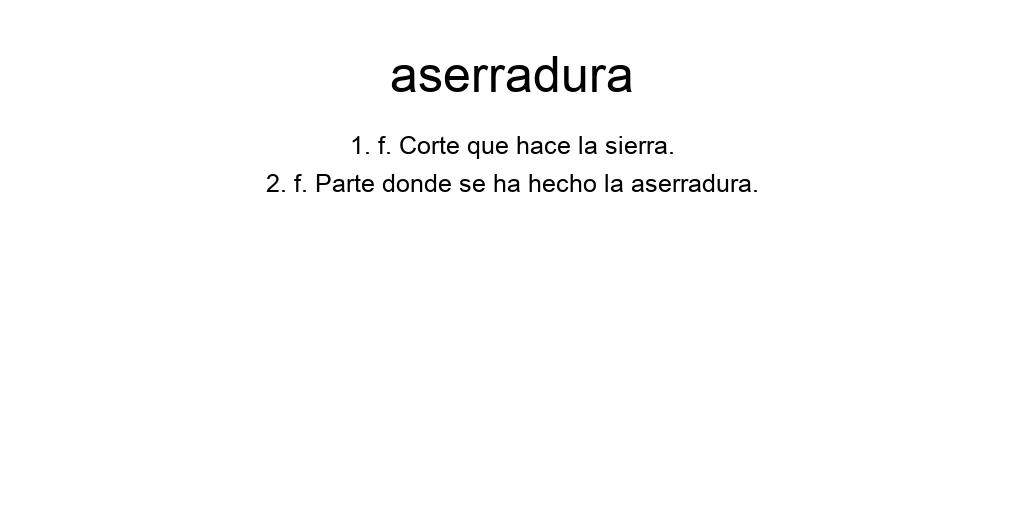 aserradura
1. f. Corte que hace la sierra.
2. f. Parte donde se ha hecho la aserradura.